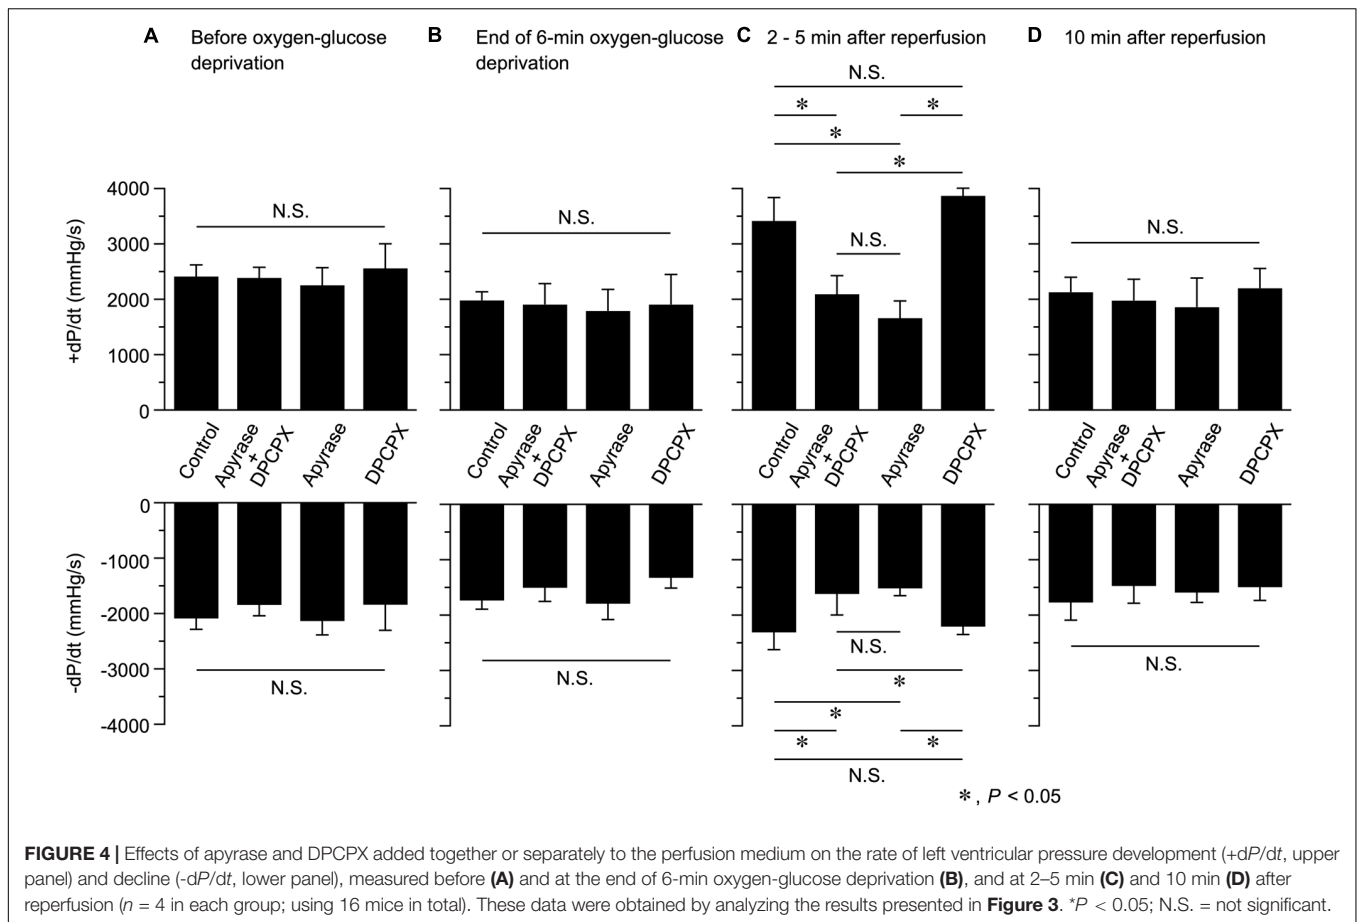 A Before oxygen-glucose
deprivation
B End of 6-min oxygen-glucose
deprivation
C 2 - 5 min after reperfusion
D 10 min after reperfusion
N.S.
*
*
*
*
4000
3000
2000
1000
0
+dP/dt (mmHg/s)
N.S.
N.S.
N.S.
N.S.
Control
Apyrase
+
DPCPX
Apyrase
DPCPX
Control
Apyrase
+
DPCPX
Apyrase
DPCPX
Control
Apyrase
+
DPCPX
Apyrase
DPCPX
Control
Apyrase
+
DPCPX
Apyrase
DPCPX
0
-1000
-2000
-3000
-4000
-dP/dt (mmHg/s)
N.S.
N.S.
N.S.
*
*
*
*
N.S.
N.S.
* , P < 0.05
FIGURE 4 | Effects of apyrase and DPCPX added together or separately to the perfusion medium on the rate of left ventricular pressure development (+dP/dt, upper
panel) and decline (-dP/dt, lower panel), measured before (A) and at the end of 6-min oxygen-glucose deprivation (B), and at 2–5 min (C) and 10 min (D) after
reperfusion (n = 4 in each group; using 16 mice in total). These data were obtained by analyzing the results presented in Figure 3. *P < 0.05; N.S. = not significant.